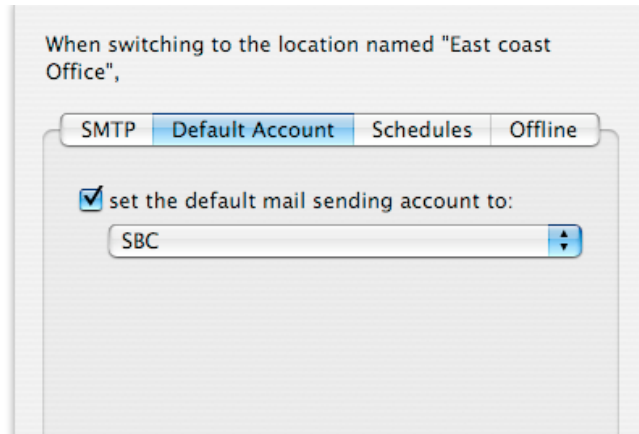 When switching to the location named "East coast
Office",
SMTP Default Account Schedules Offline
set the default mail sending account to:
SBC